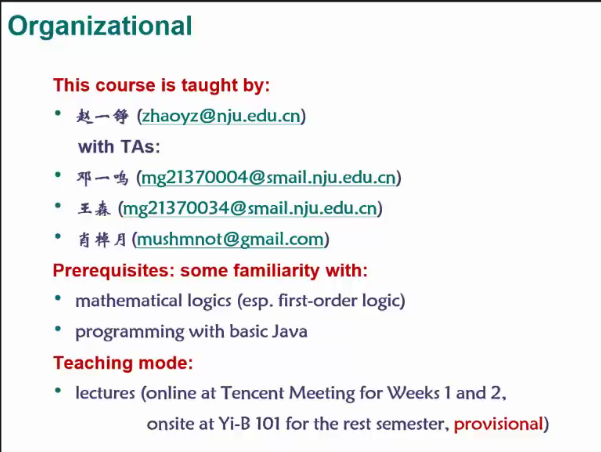 Organizational
This course is taught by:
• 赵一铮 (zhaoyz@nju.edu.cn)
with TAs:
• 邓一鸣 (mg21370004@smail.nju.edu.cn)
• 王森 (mg21370034@smail.nju.edu.cn)
• 肖棹月(mushmnot@gmail.com)
Prerequisites: some familiarity with:
• mathematical logics (esp. first-order logic)
• programming with basic Java
Teaching mode:
• lectures (online at Tencent Meeting for Weeks 1 and 2,
onsite at Yi-B 101 for the rest semester, provisional)